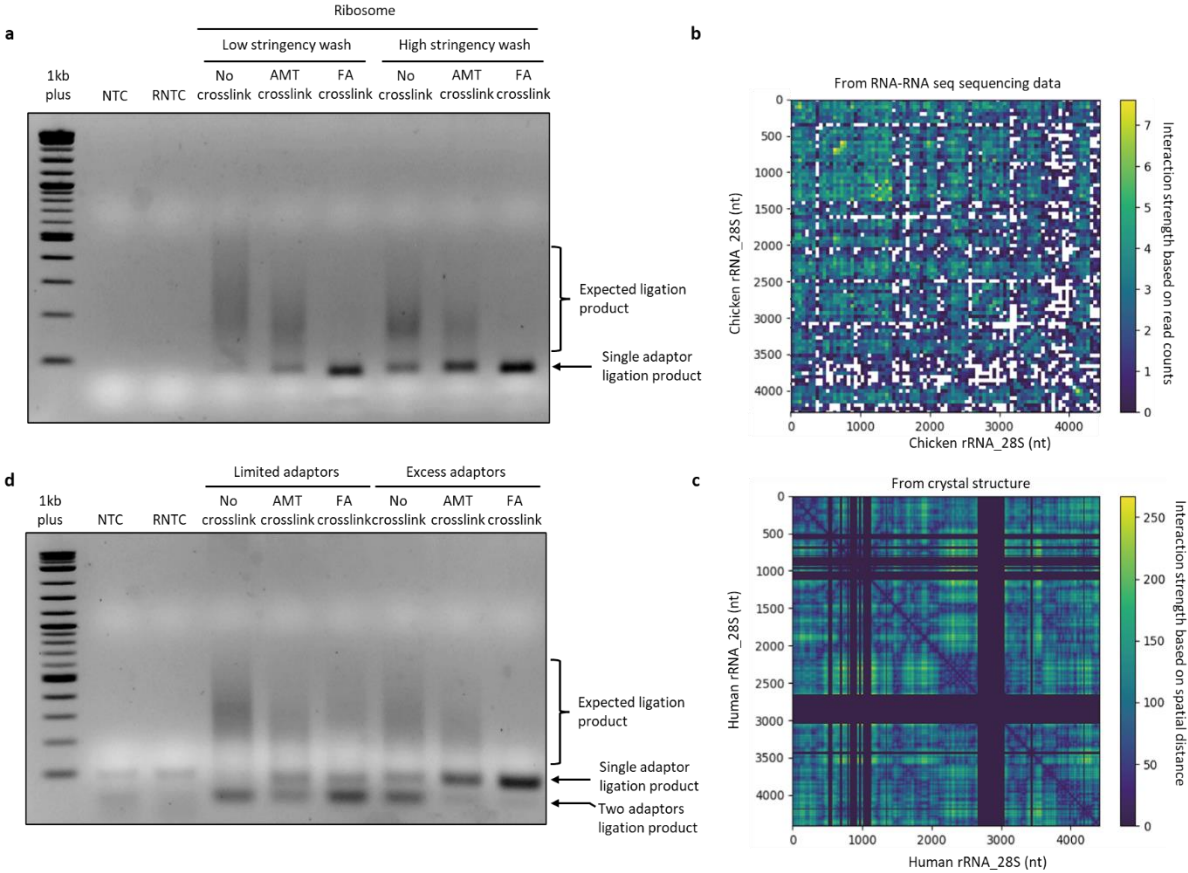 a
Ribosome
Low stringency wash
High stringency wash
1kb
plus
NTC
RNTC
No
crosslink
AMT
crosslink
FA
crosslink
No
crosslink
AMT
crosslink
FA
crosslink
Expected ligation
product
Single adaptor
ligation product
b
From RNA-RNA seq sequencing data
0
500
1000
1500
2000
2500
3000
3500
4000
Chicken rRNA_28S (nt)
0
1000
2000
3000
4000
Chicken rRNA_28S (nt)
7
6
5
4
3
2
1
0
Interaction strength based on read counts
d
Limited adaptors
Excess adaptors
1kb
plus
NTC
RNTC
No
crosslink
AMT
crosslink
FA
crosslink
No
crosslink
AMT
crosslink
FA
crosslink
Expected ligation
product
Single adaptor
ligation product
Two adaptors
ligation product
c
From crystal structure
0
500
1000
1500
2000
2500
3000
3500
4000
Human rRNA_28S (nt)
0
1000
2000
3000
4000
Human rRNA_28S (nt)
250
200
150
100
50
0
Interaction strength based on spatial distance